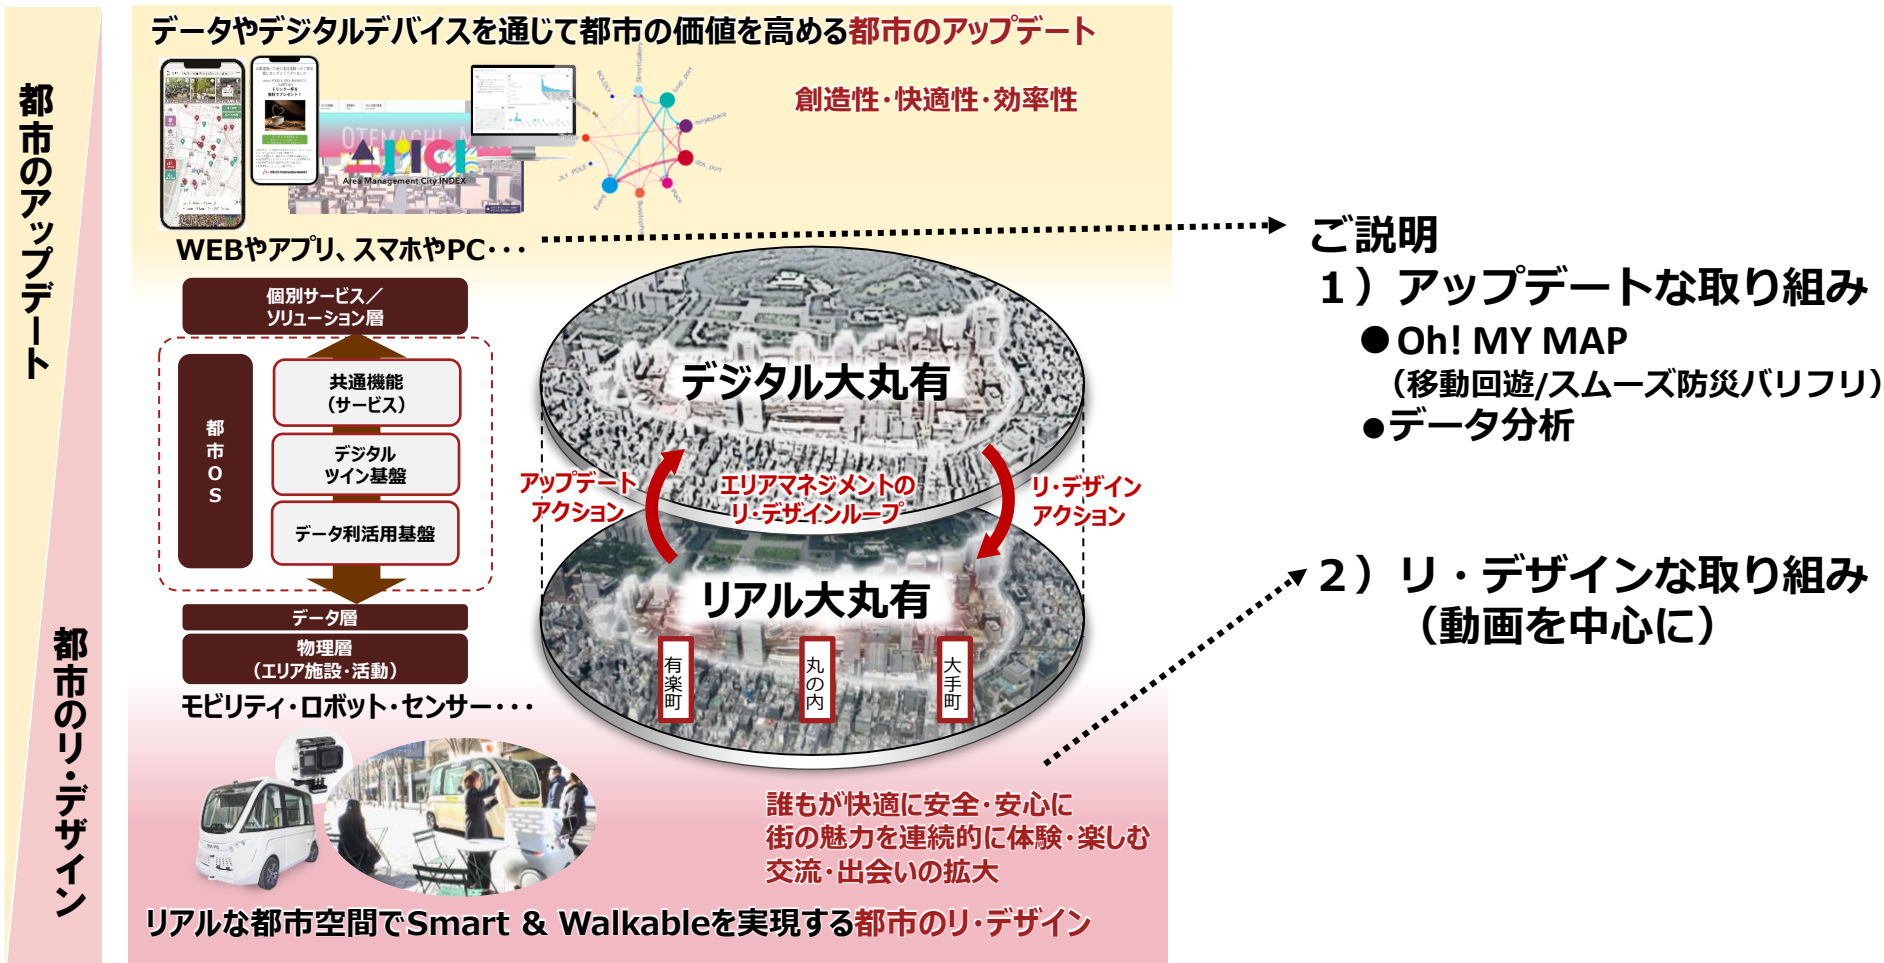 都市のアップデート
都市のリ・デザイン
データやデジタルデバイスを通じて都市の価値を高める都市のアップデート
創造性・快適性・効率性
OTEMACHI
AMCI
Area Management City INDEX
StreetGallery
BOLDLY
Event
Place
WEBやアプリ、スマホやPC・・・
個別サービス／
ソリューション層
都市OS
共通機能
（サービス）
デジタル
ツイン基盤
データ利活用基盤
データ層
物理層
（エリア施設・活動）
モビリティ・ロボット・センサー・・・
デジタル大丸有
アップデート
アクション
エリアマネジメントの
リ・デザインループ
リ・デザイン
アクション
リアル大丸有
有楽町
丸の内
大手町
誰もが快適に安全・安心に
街の魅力を連続的に体験・楽しむ
交流・出会いの拡大
リアルな都市空間でSmart & Walkableを実現する都市のリ・デザイン
ご説明
１）アップデートな取り組み
●Oh! MY MAP
（移動回遊/スムーズ防災バリフリ）
●データ分析
２）リ・デザインな取り組み
（動画を中心に）